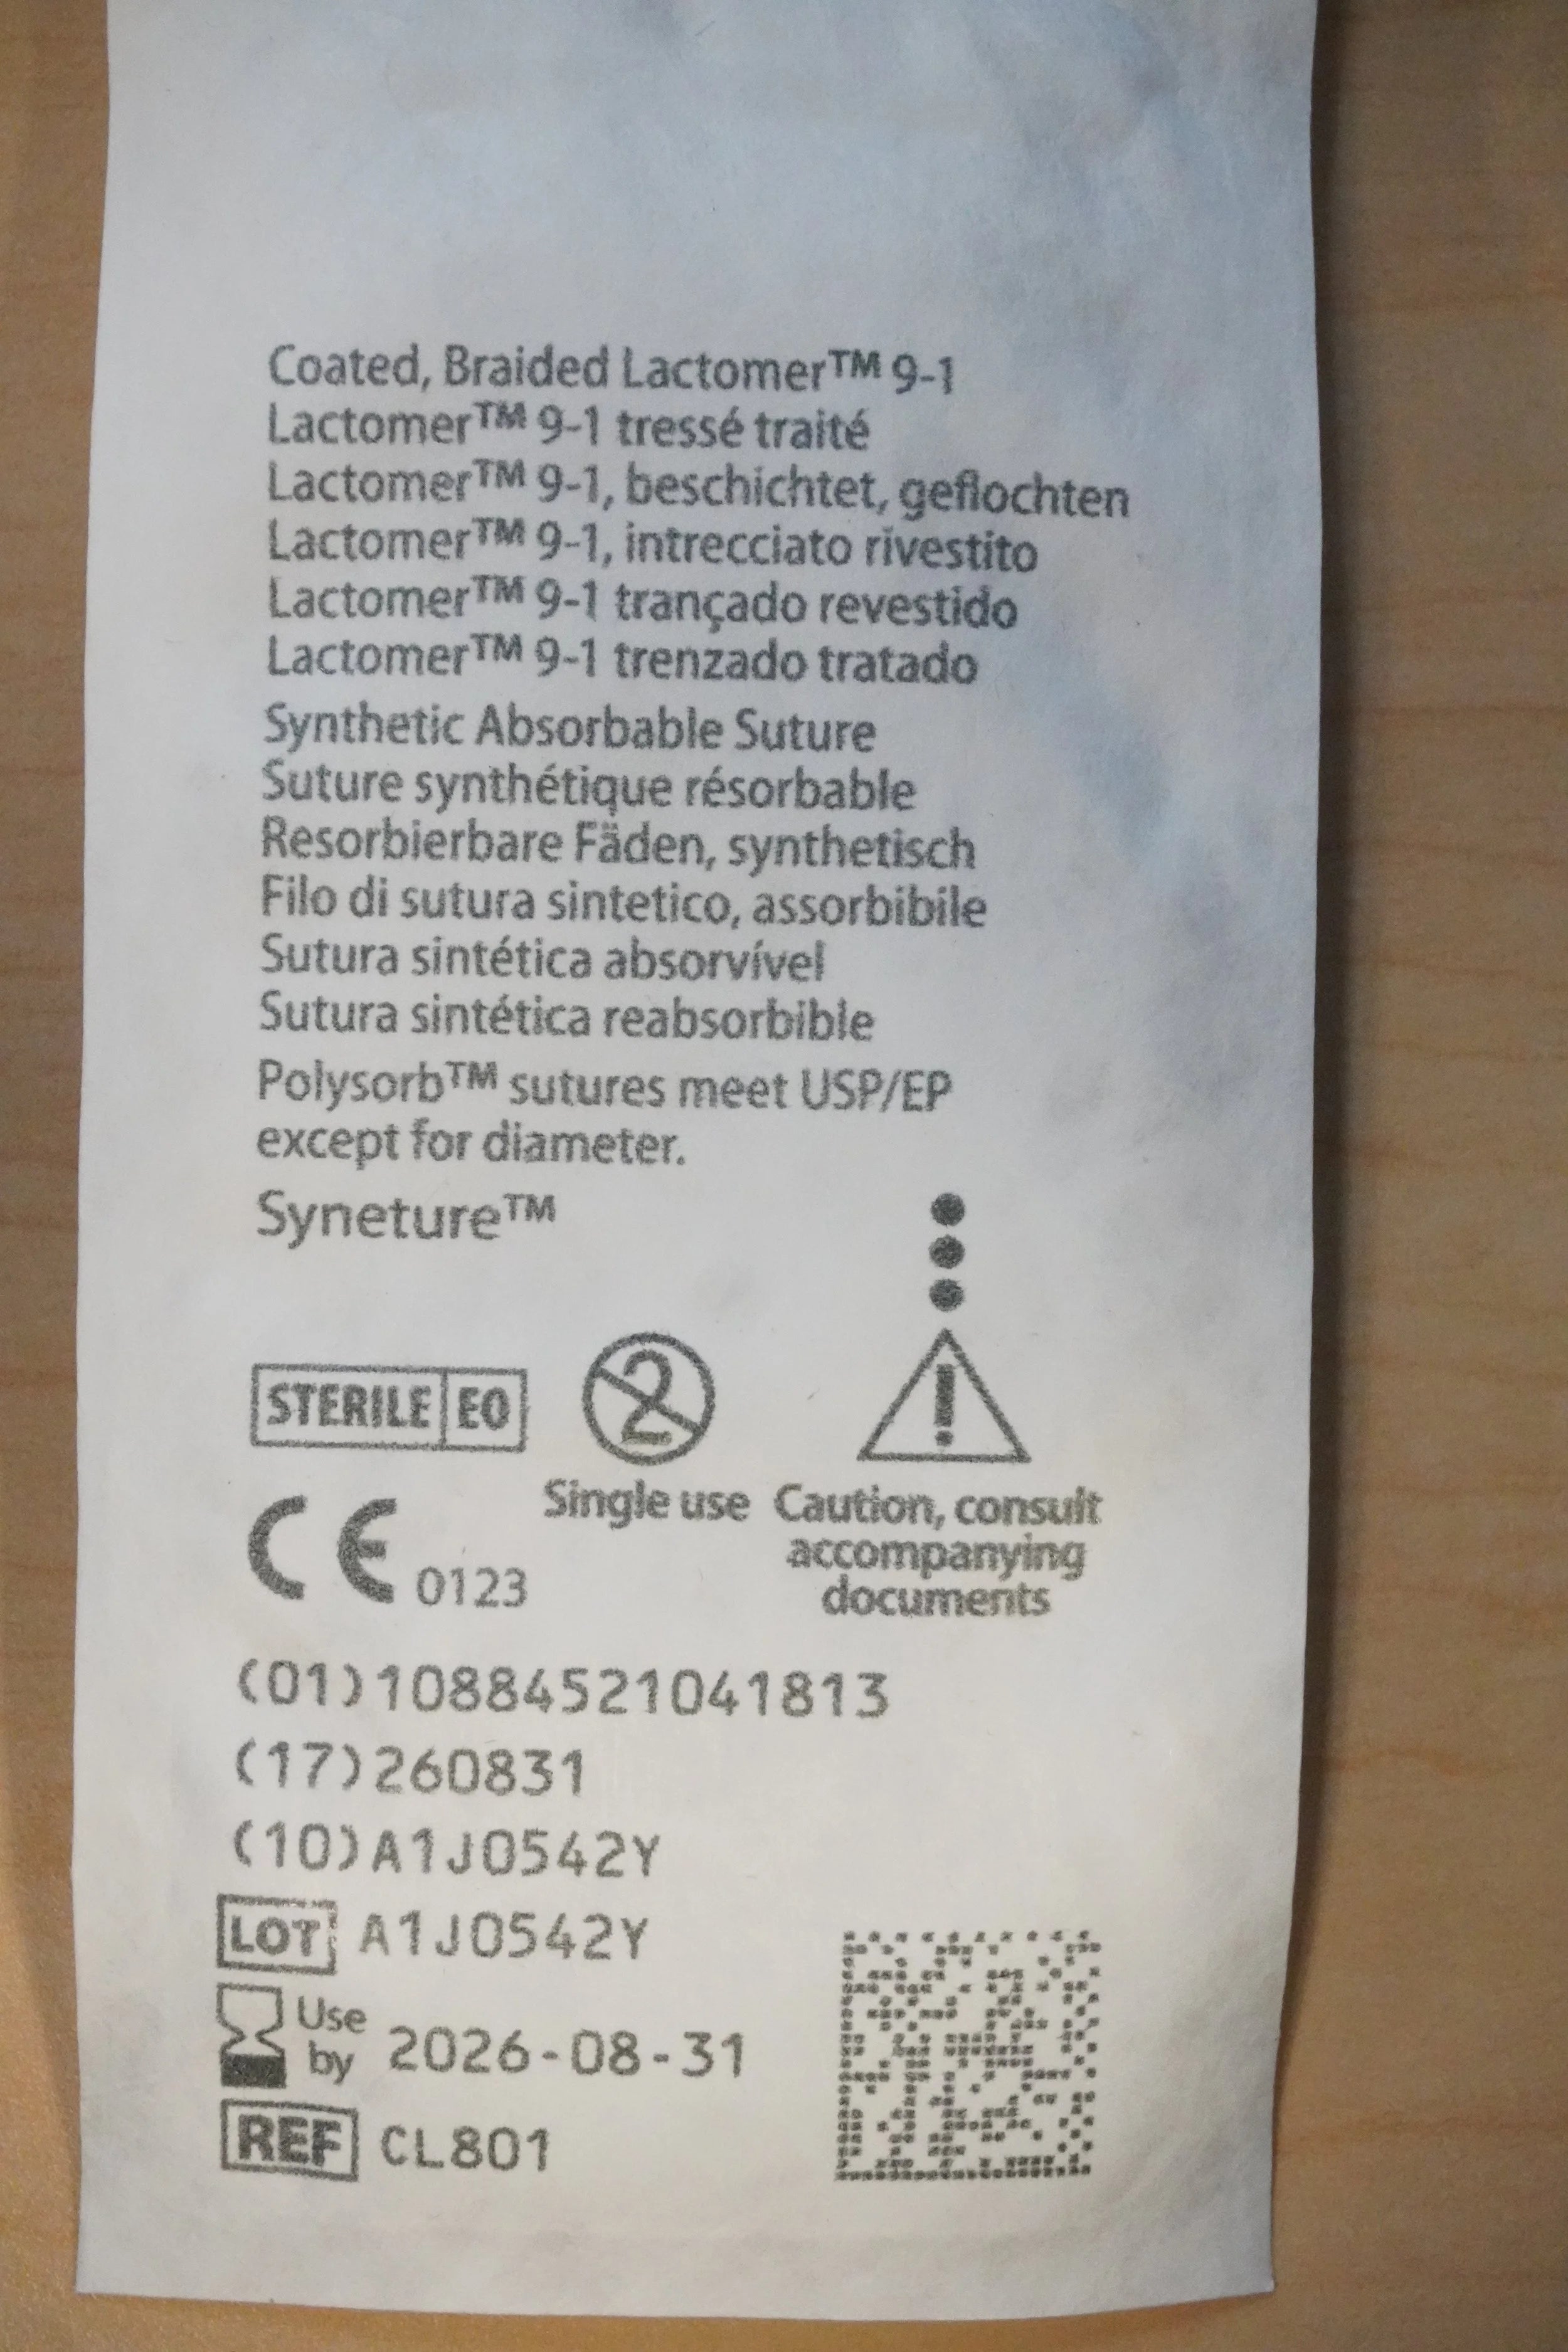 Coated, Braided Lactomer™ 9-1
Lactomer™ 9-1 tressé traité
Lactomer™ 9-1, beschichtet, geflochten
Lactomer™ 9-1, intrecciato rivestito
Lactomer™ 9-1 trançado revestido
Lactomer™ 9-1 trenzado tratado
Synthetic Absorbable Suture
Suture synthétique résorbable
Resorbierbare Fäden, synthetisch
Filo di sutura sintetico, assorbibile
Sutura sintética absorvível
Sutura sintética reabsorbible
Polysorb™ sutures meet USP/EP
except for diameter.
Syneture™
STERILE EO
2
!
Single use
Caution, consult
accompanying
documents
CE 0123
(01)10884521041813
(17)260831
(10)A1J0542Y
LOT A1J0542Y
Use
by 2026-08-31
REF CL801